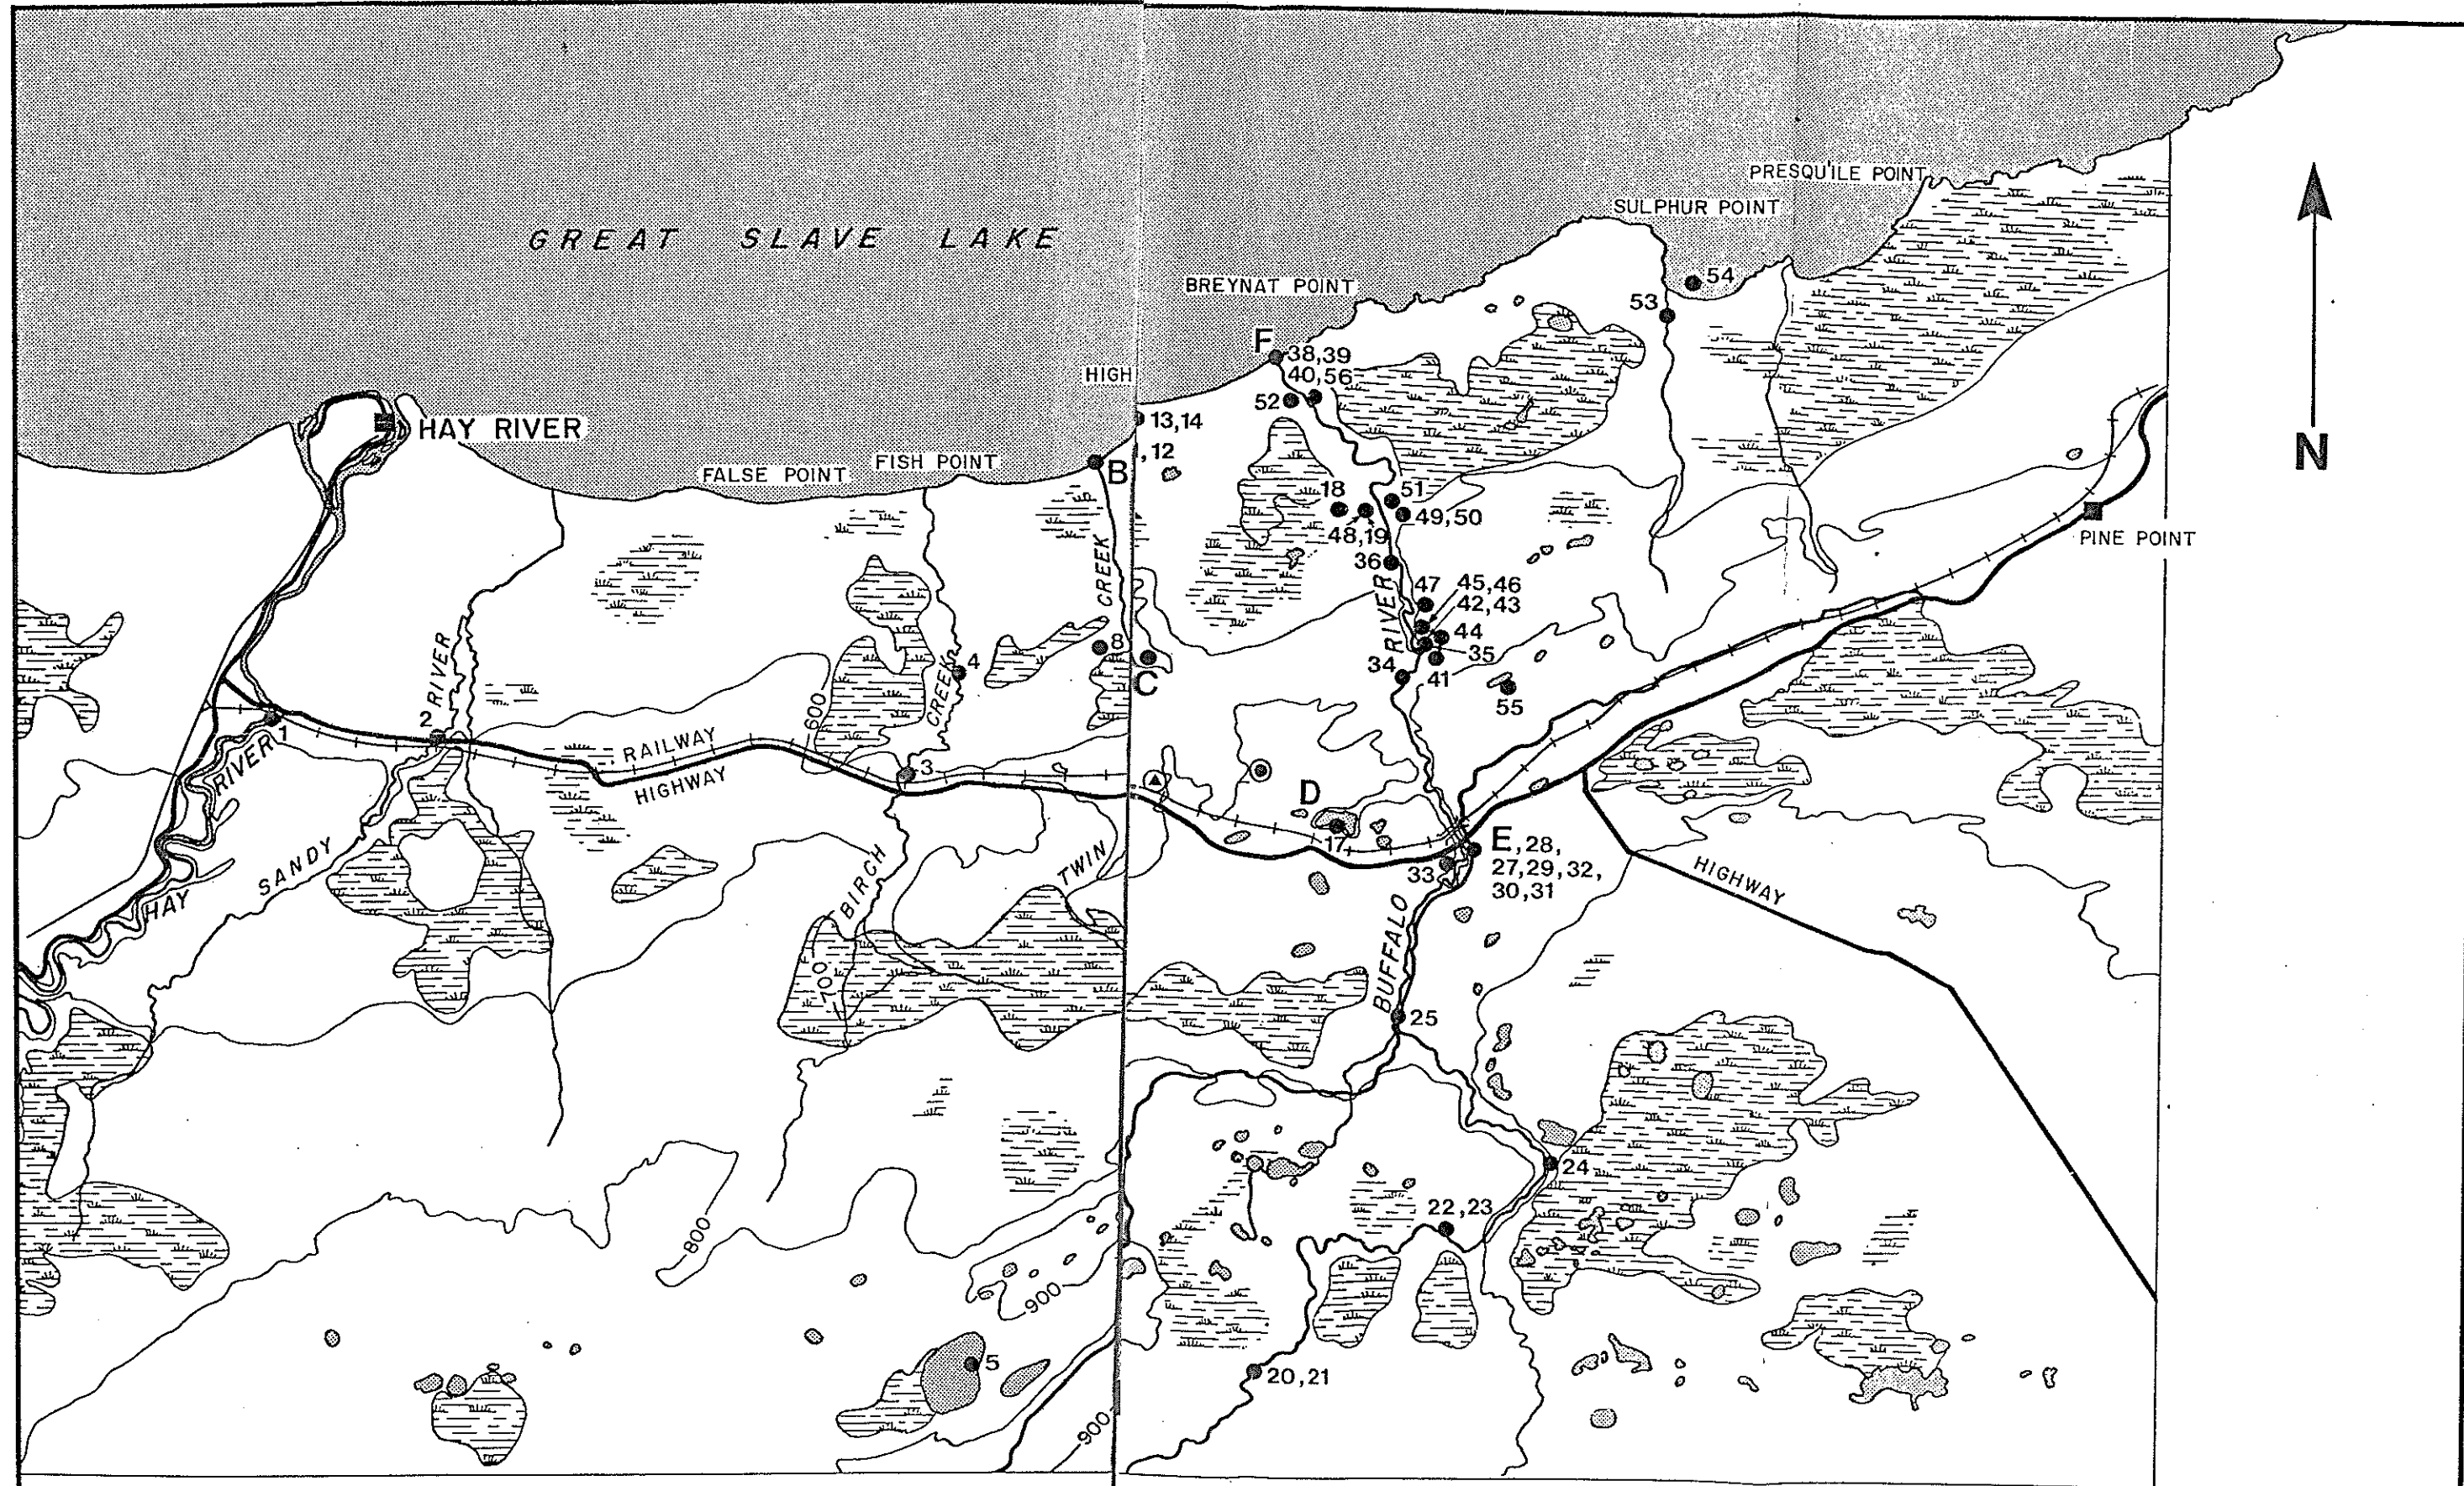 PRESQU'ILE POINT
SULPHUR POINT
GREAT SLAVE LAKE
54
BREYNAT POINT
53
F
38,39
40,56
HIGH
52
13,14
HAY RIVER
,12
B
FISH POINT
FALSE POINT
N
18
51
49,50
48,19
PINE POINT
36
CREEK
47
45,46
42,43
44
8
35
RIVER
34
41
4
C
55
RIVER
CREEK
600
2
1
RAILWAY
3
HIGHWAY
RIVER
D
17
E,28,
27,29,32,
30,31
33
HIGHWAY
SANDY
TWIN
BIRCH
HAY
BUFFALO
700
25
24
22,23
800
900
5
20,21
900